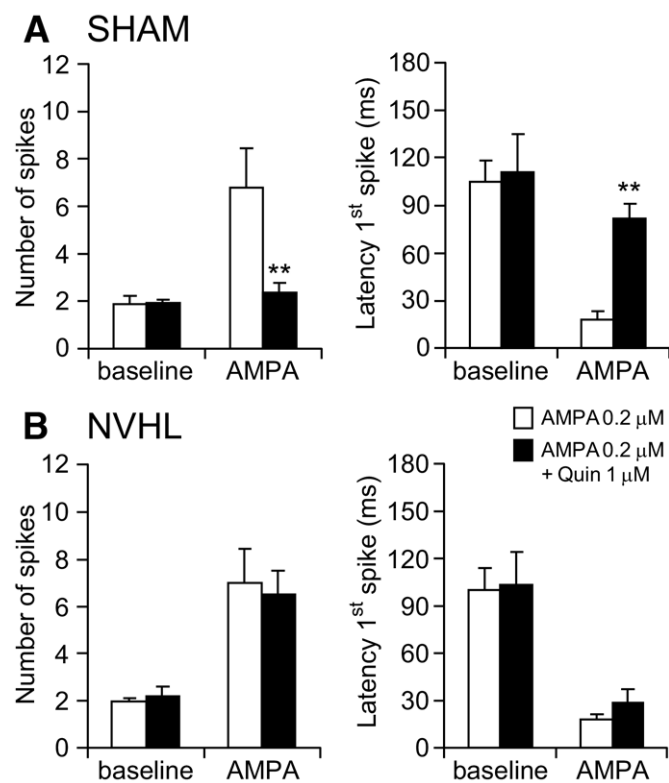 A SHAM
12
10
8
6
4
2
0
Number of spikes
**
baseline AMPA
180
150
120
90
60
30
0
Latency 1st spike (ms)
**
baseline AMPA
B NVHL
AMPA 0.2 µM
AMPA 0.2 µM
+ Quin 1 µM
12
10
8
6
4
2
0
Number of spikes
baseline AMPA
180
150
120
90
60
30
0
Latency 1st spike (ms)
baseline AMPA